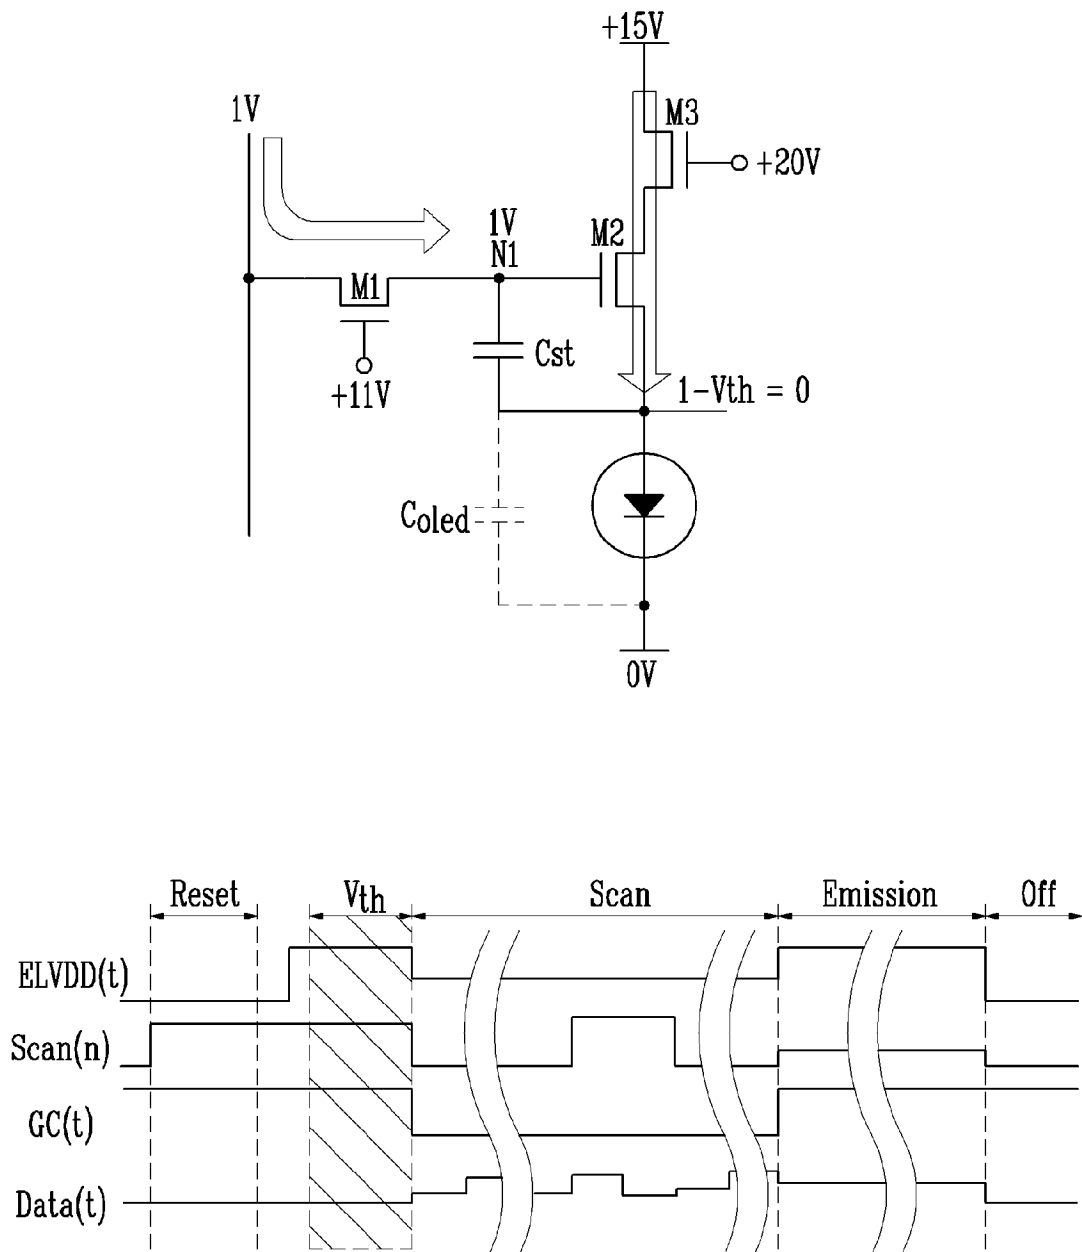 +15V
1V
M3
+20V
1V
N1
M2
M1
Cst
+11V
1-Vth = 0
Coled
0V
Reset
Vth
Scan
Emission
Off
ELVDD(t)
Scan(n)
GC(t)
Data(t)